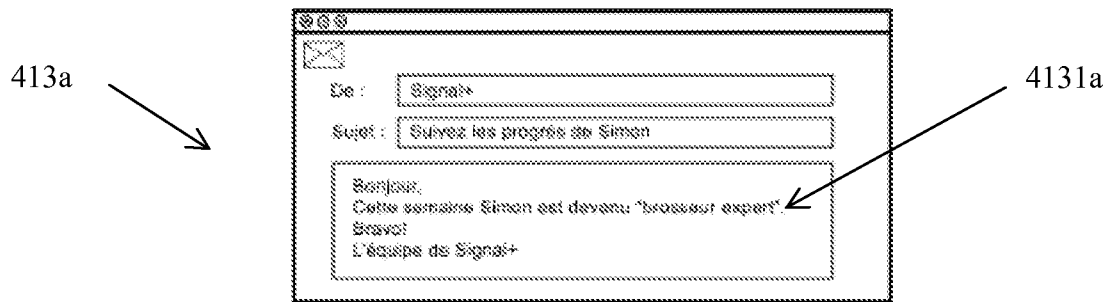 413a
4131a
De : Signal+
Sujet : Suivez les progrés de Simon
Bonjour,
Cette semaine Simon est devenu "brosseur expert".
Bravo!
L'équipe de Signal+